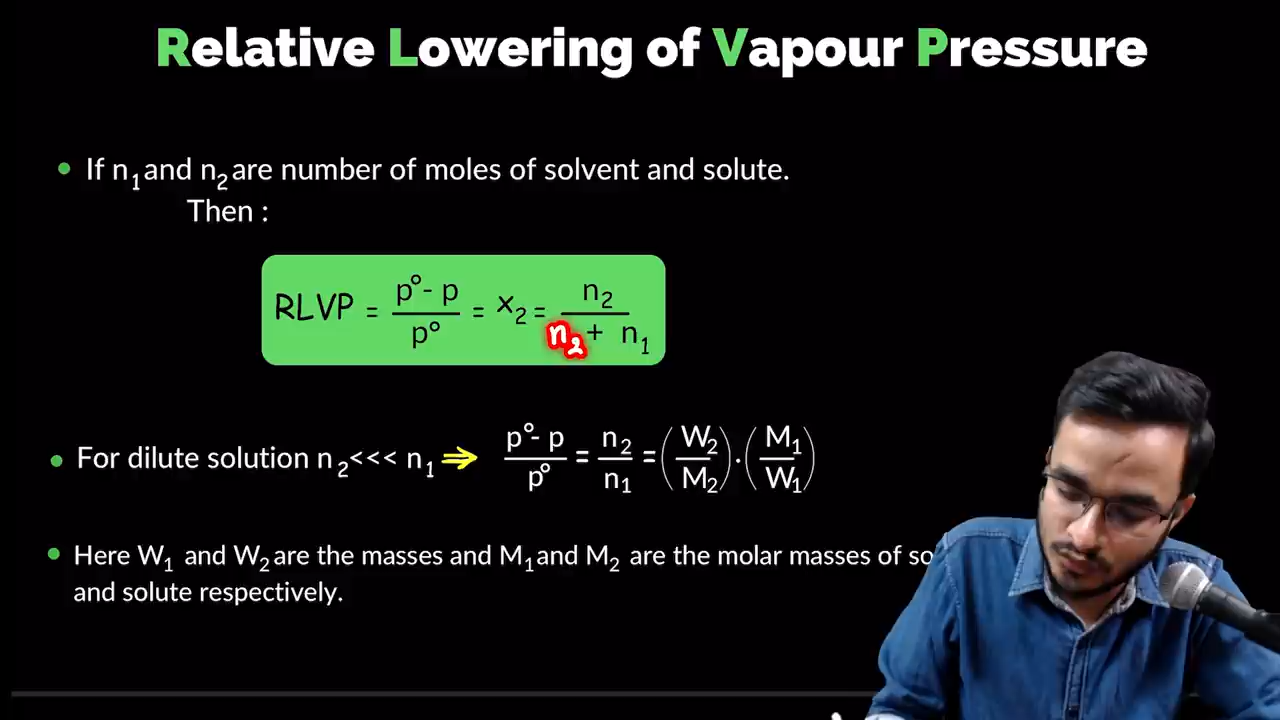 Relative Lowering of Vapour Pressure
• If n₁ and n₂ are number of moles of solvent and solute.
Then :
RLVP = (p° - p)/p° = x₂ = n₂/(n₂ + n₁)
• For dilute solution n₂<<< n₁ ⇒ (p° - p)/p° = n₂/n₁ = (W₂/M₂).(M₁/W₁)
• Here W₁ and W₂ are the masses and M₁ and M₂ are the molar masses of
and solute respectively.